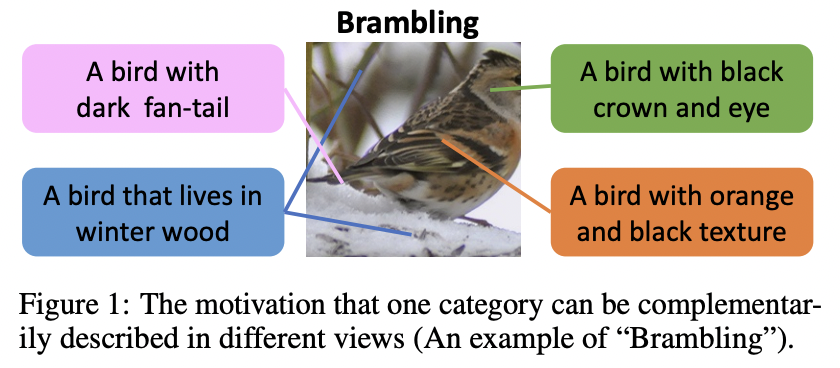 Brambling
A bird with
dark fan-tail
A bird that lives in
winter wood
A bird with black
crown and eye
A bird with orange
and black texture
Figure 1: The motivation that one category can be complementar-
ily described in different views (An example of “Brambling”).